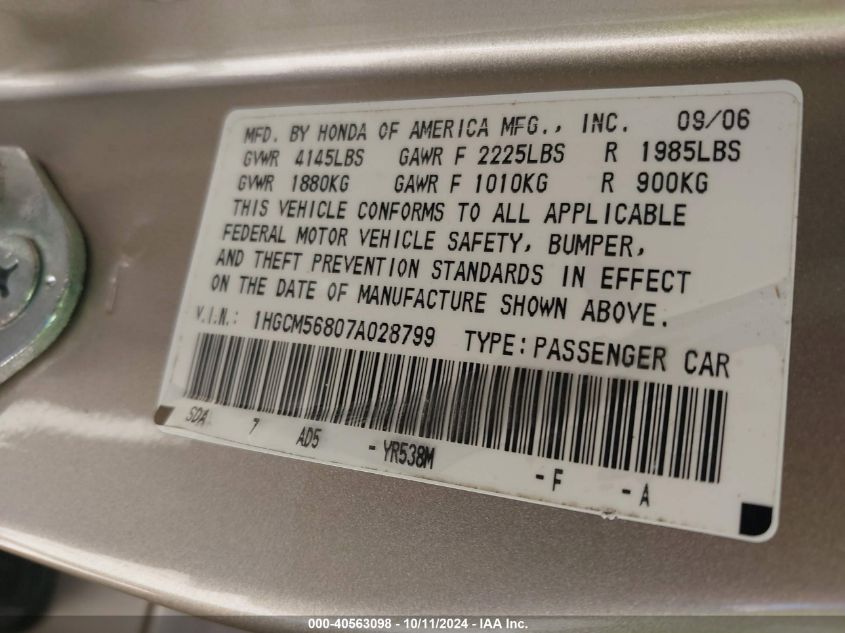 MFD. BY HONDA OF AMERICA MFG., INC. 09/06
GVWR 4145LBS GAWR F 2225LBS R 1985LBS
GVWR 1880KG GAWR F 1010KG R 900KG
THIS VEHICLE CONFORMS TO ALL APPLICABLE
FEDERAL MOTOR VEHICLE SAFETY, BUMPER,
AND THEFT PREVENTION STANDARDS IN EFFECT
ON THE DATE OF MANUFACTURE SHOWN ABOVE.
V.I.N.: 1HGCM56807A028799 TYPE: PASSENGER CAR
SDA 7 AD5 - YR538M - F - A
000-40563098 - 10/11/2024 - IAA Inc.